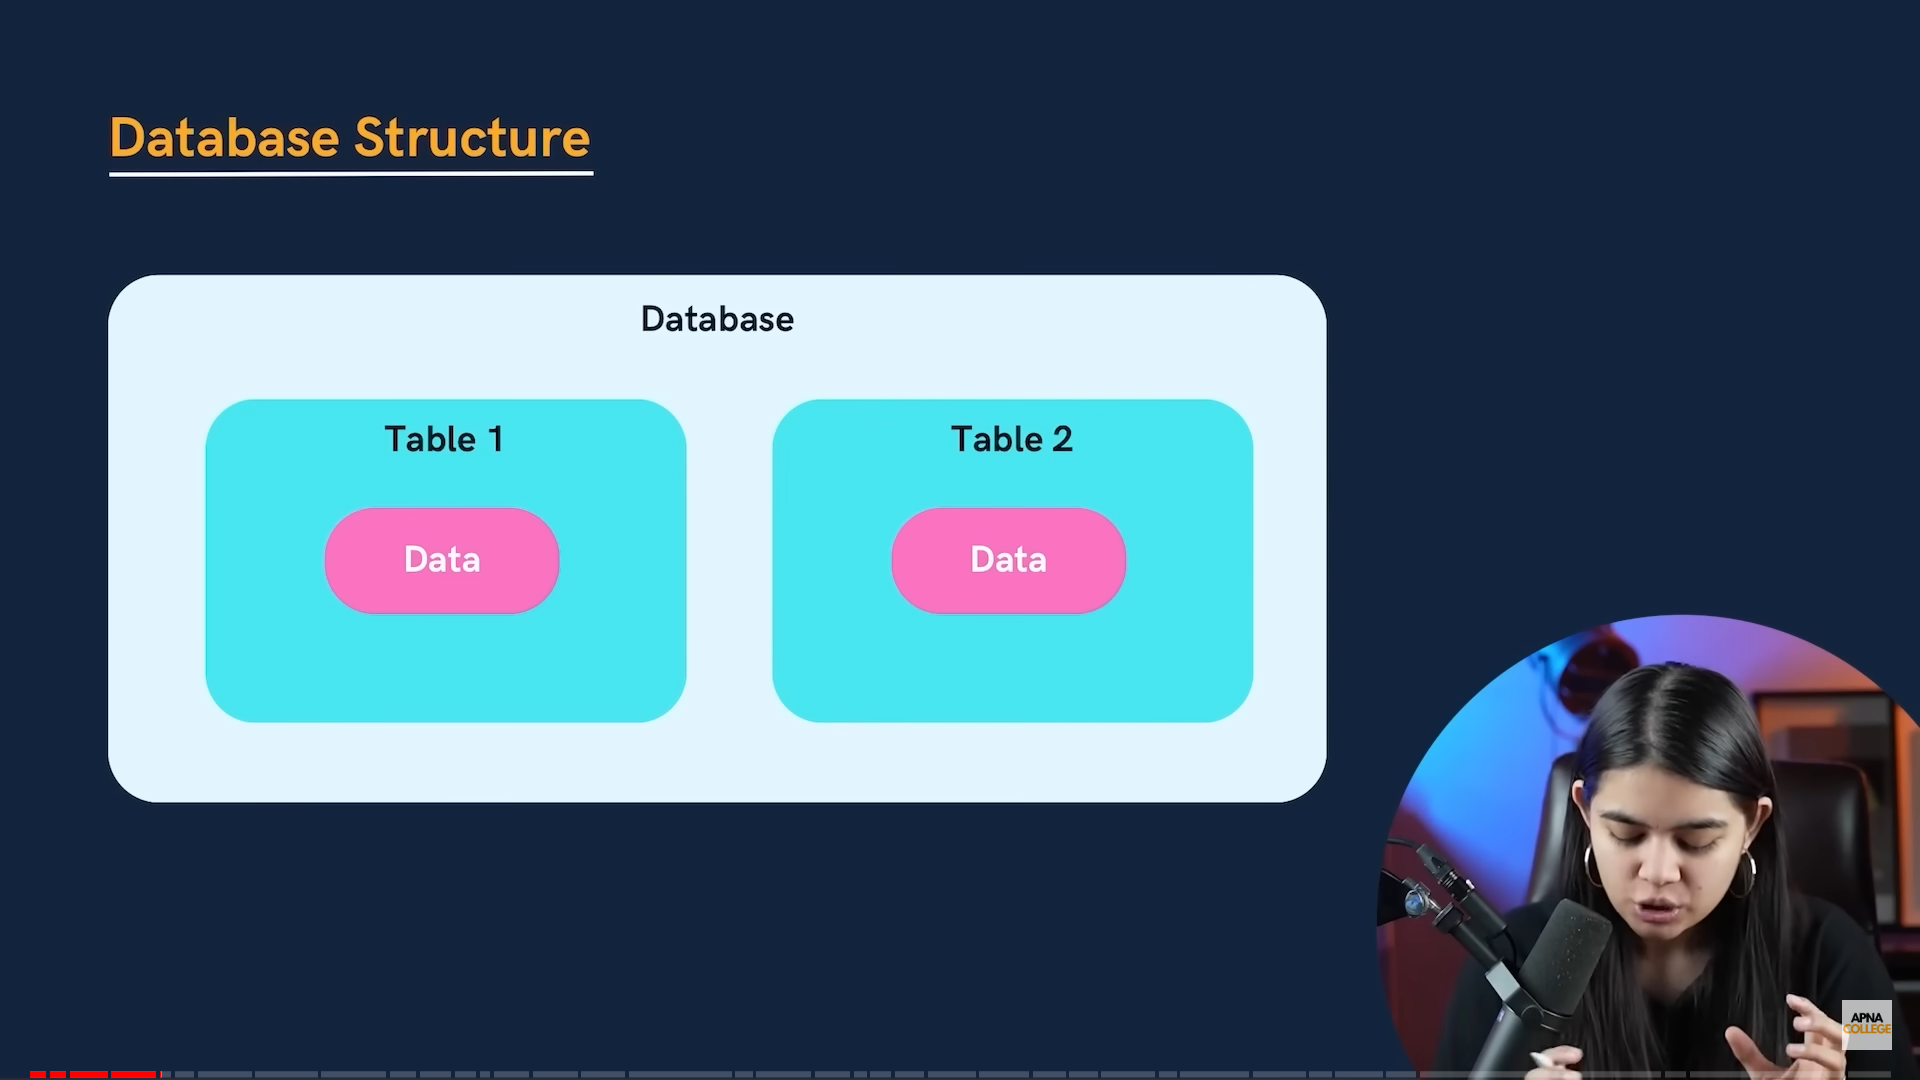 Database Structure
Database
Table 1
Table 2
Data
Data
APNA
COLLEGE